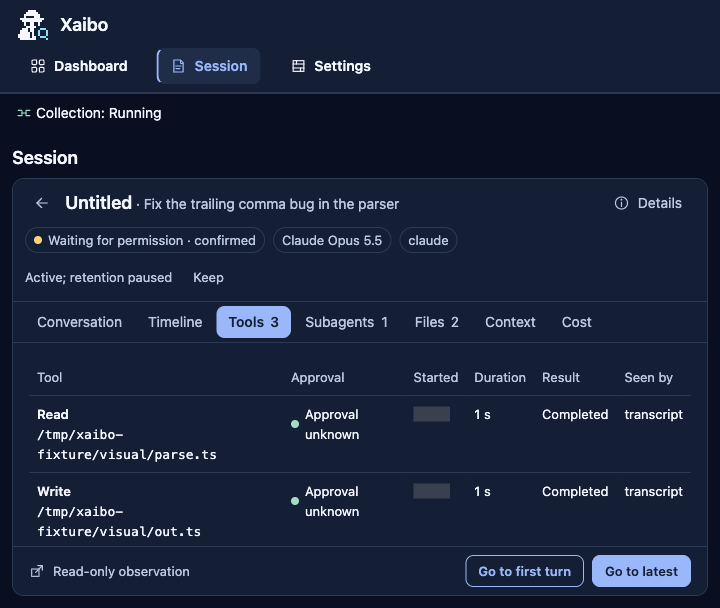 Xaibo
Dashboard Session Settings
Collection: Running
Session
Untitled · Fix the trailing comma bug in the parser Details
Waiting for permission · confirmed Claude Opus 5.5 claude
Active; retention paused Keep
Conversation Timeline Tools 3 Subagents 1 Files 2 Context Cost
Tool Approval Started Duration Result Seen by
Read Approval 1 s Completed transcript
/tmp/xaibo- unknown
fixture/visual/parse.ts
Write Approval 1 s Completed transcript
/tmp/xaibo- unknown
fixture/visual/out.ts
Read-only observation Go to first turn Go to latest